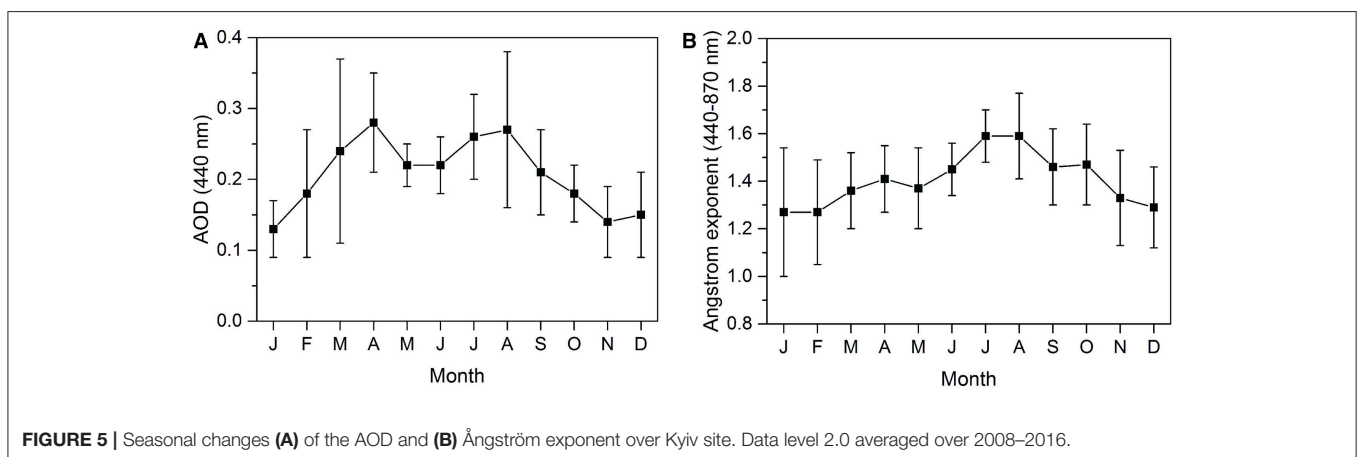 A
AOD (440 nm)
0.4
0.3
0.2
0.1
0.0
J F M A M J J A S O N D
Month
B
Angstrom exponent (440-870 nm)
2.0
1.8
1.6
1.4
1.2
1.0
0.8
J F M A M J J A S O N D
Month
FIGURE 5 | Seasonal changes (A) of the AOD and (B) Ångström exponent over Kyiv site. Data level 2.0 averaged over 2008–2016.